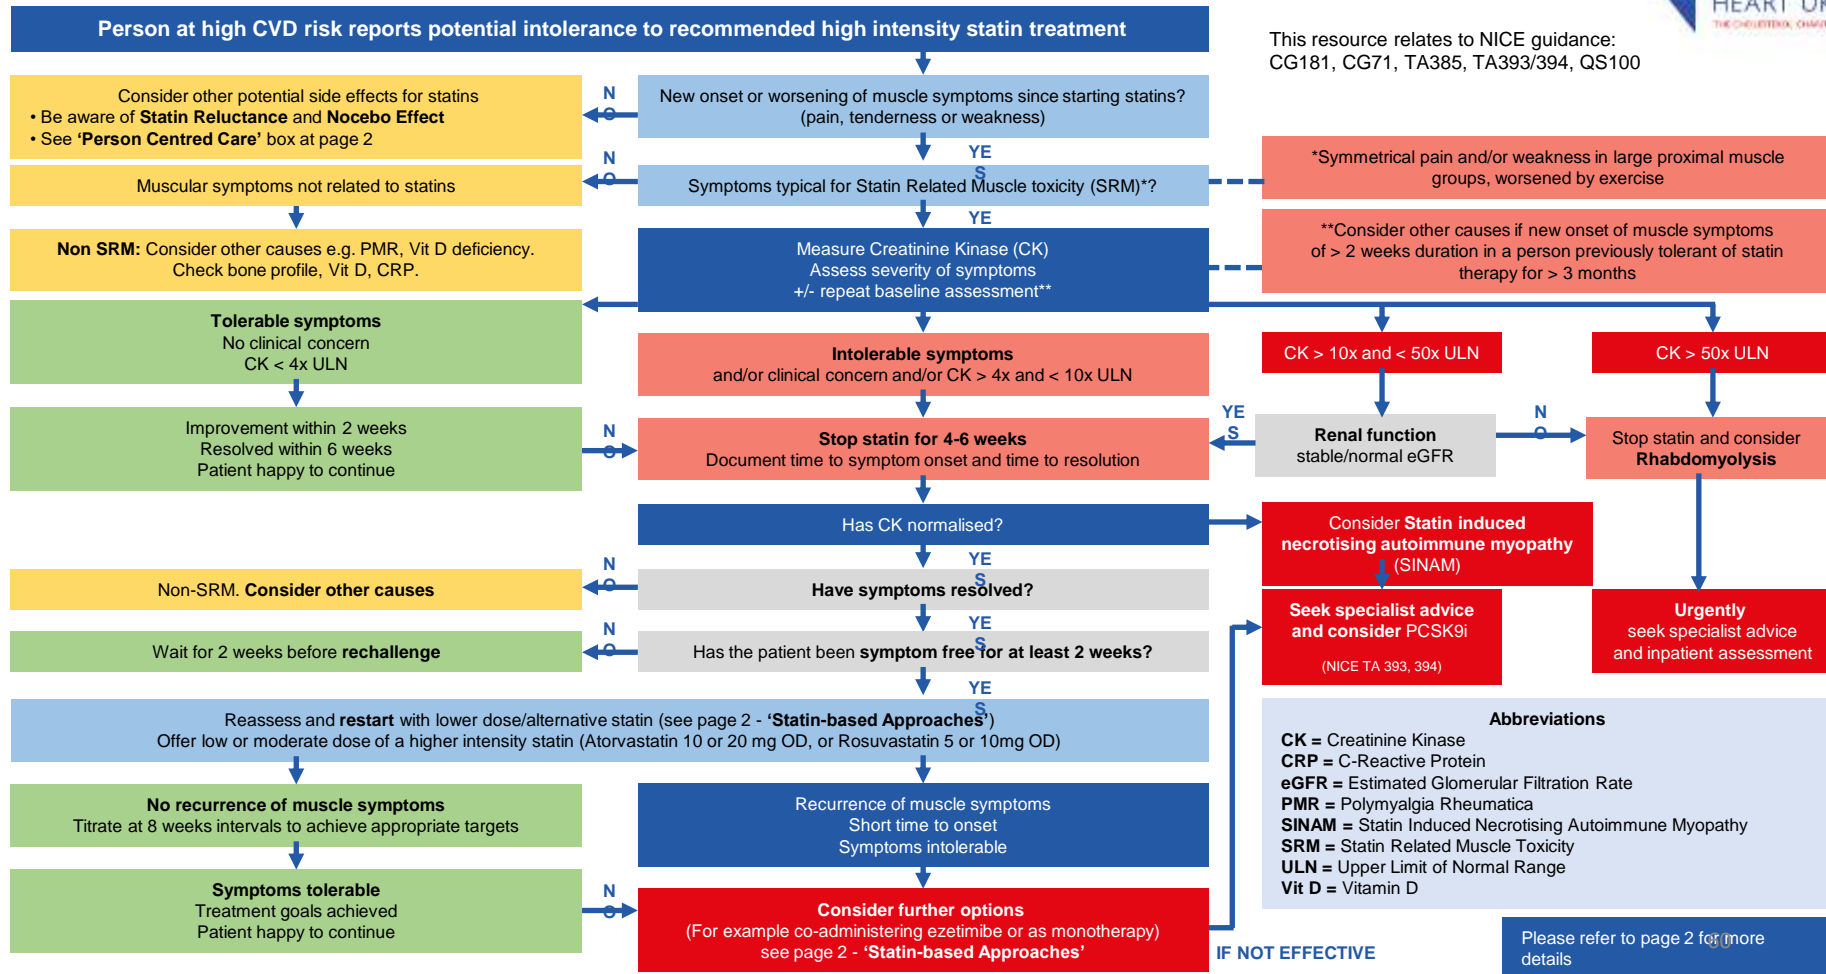 Person at high CVD risk reports potential intolerance to recommended high intensity statin treatment
HEART UK
THE CHOLESTEROL CHARITY
This resource relates to NICE guidance:
CG181, CG71, TA385, TA393/394, QS100
Consider other potential side effects for statins
• Be aware of Statin Reluctance and Nocebo Effect
• See ‘Person Centred Care’ box at page 2
NO
New onset or worsening of muscle symptoms since starting statins?
(pain, tenderness or weakness)
YES
Muscular symptoms not related to statins
NO
Symptoms typical for Statin Related Muscle toxicity (SRM)*?
YE
*Symmetrical pain and/or weakness in large proximal muscle
groups, worsened by exercise
Non SRM: Consider other causes e.g. PMR, Vit D deficiency.
Check bone profile, Vit D, CRP.
Measure Creatinine Kinase (CK)
Assess severity of symptoms
+/- repeat baseline assessment**
**Consider other causes if new onset of muscle symptoms
of > 2 weeks duration in a person previously tolerant of statin
therapy for > 3 months
Tolerable symptoms
No clinical concern
CK < 4x ULN
Intolerable symptoms
and/or clinical concern and/or CK > 4x and < 10x ULN
CK > 10x and < 50x ULN
CK > 50x ULN
Improvement within 2 weeks
Resolved within 6 weeks
Patient happy to continue
NO
Stop statin for 4-6 weeks
Document time to symptom onset and time to resolution
YES
Renal function
stable/normal eGFR
NO
Stop statin and consider
Rhabdomyolysis
Has CK normalised?
YES
Consider Statin induced
necrotising autoimmune myopathy
(SINAM)
Non-SRM. Consider other causes
NO
Have symptoms resolved?
YES
Seek specialist advice
and consider PCSK9i
(NICE TA 393, 394)
Urgently
seek specialist advice
and inpatient assessment
Wait for 2 weeks before rechallenge
NO
Has the patient been symptom free for at least 2 weeks?
YES
Reassess and restart with lower dose/alternative statin (see page 2 - ‘Statin-based Approaches’)
Offer low or moderate dose of a higher intensity statin (Atorvastatin 10 or 20 mg OD, or Rosuvastatin 5 or 10mg OD)
No recurrence of muscle symptoms
Titrate at 8 weeks intervals to achieve appropriate targets
Recurrence of muscle symptoms
Short time to onset
Symptoms intolerable
Symptoms tolerable
Treatment goals achieved
Patient happy to continue
NO
Consider further options
(For example co-administering ezetimibe or as monotherapy)
see page 2 - ‘Statin-based Approaches’
IF NOT EFFECTIVE
Abbreviations
CK = Creatinine Kinase
CRP = C-Reactive Protein
eGFR = Estimated Glomerular Filtration Rate
PMR = Polymyalgia Rheumatica
SINAM = Statin Induced Necrotising Autoimmune Myopathy
SRM = Statin Related Muscle Toxicity
ULN = Upper Limit of Normal Range
Vit D = Vitamin D
Please refer to page 2 for more
details
60